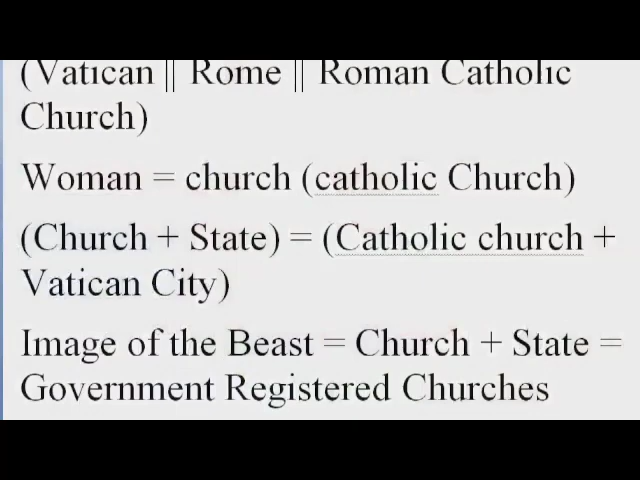 (Vatican || Rome || Roman Catholic
Church)
Woman = church (catholic Church)
(Church + State) = (Catholic church +
Vatican City)
Image of the Beast = Church + State =
Government Registered Churches